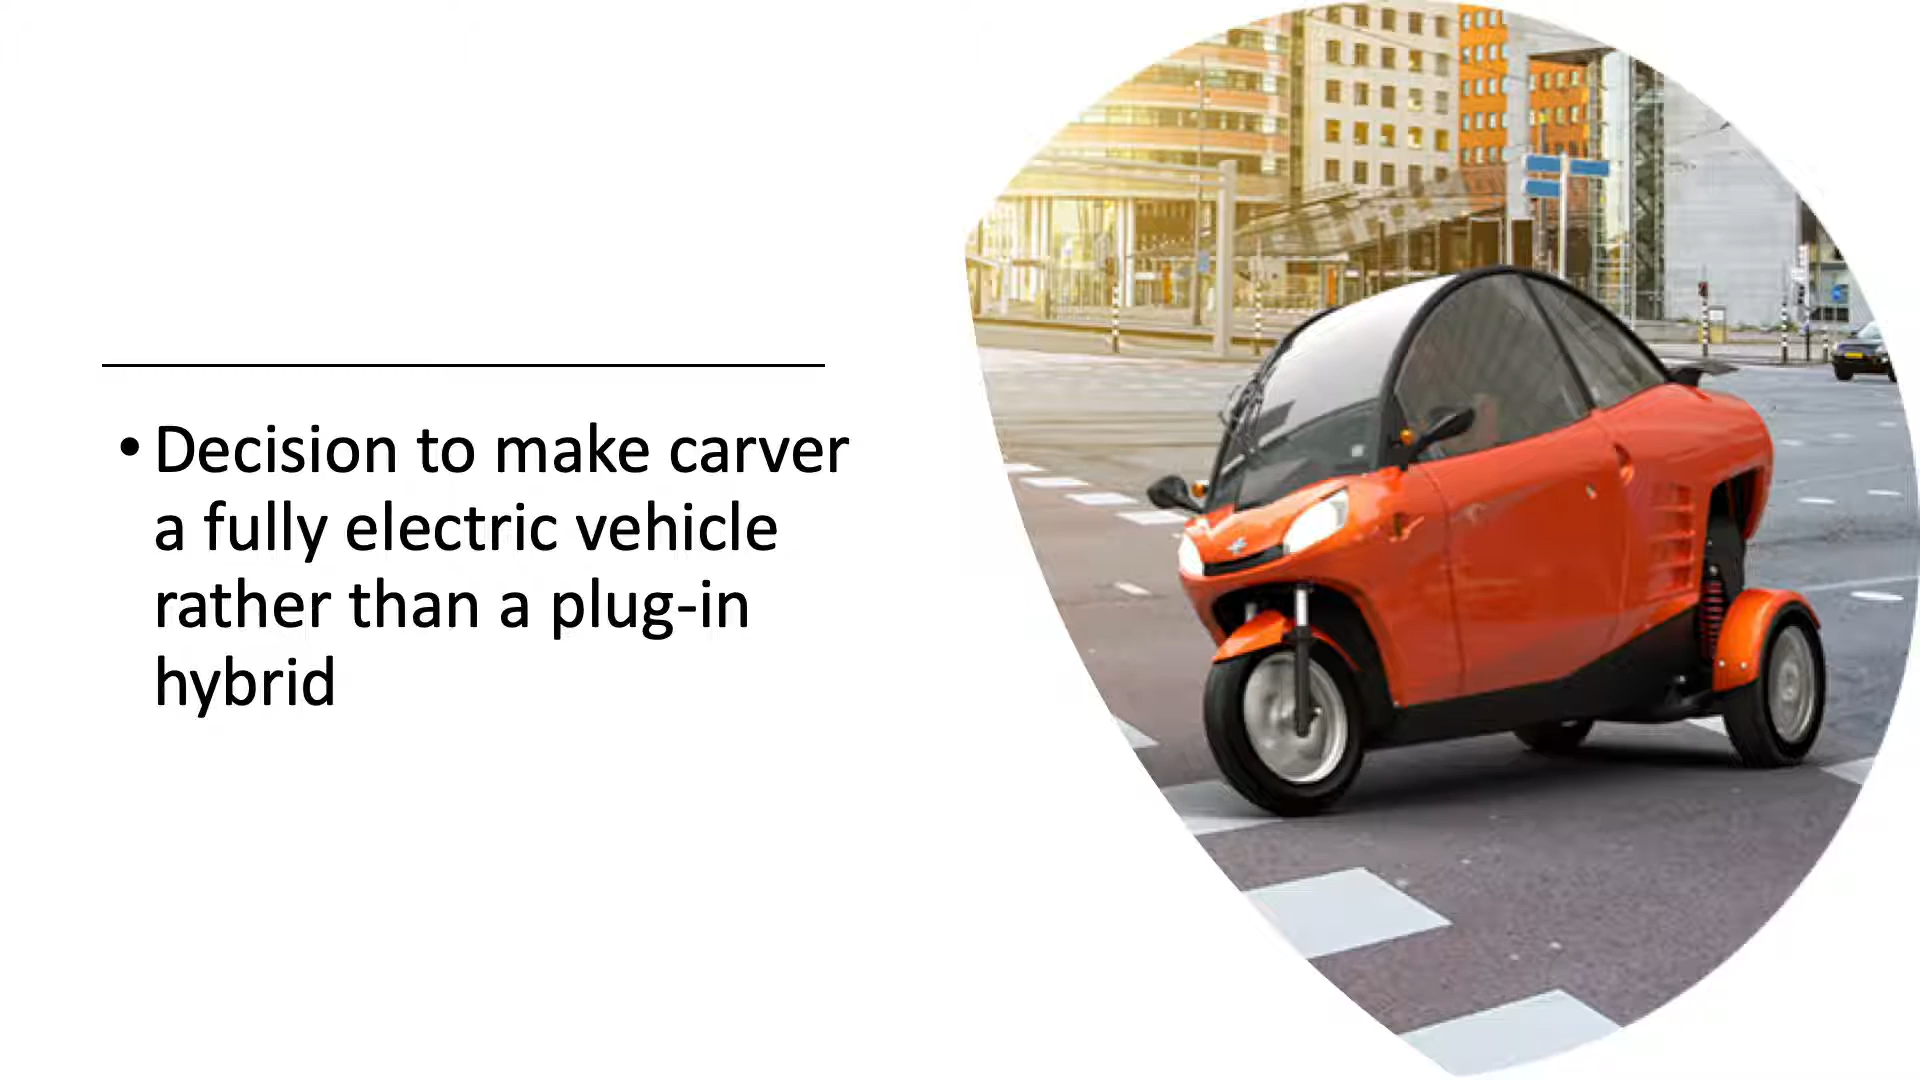 • Decision to make carver
a fully electric vehicle
rather than a plug-in
hybrid